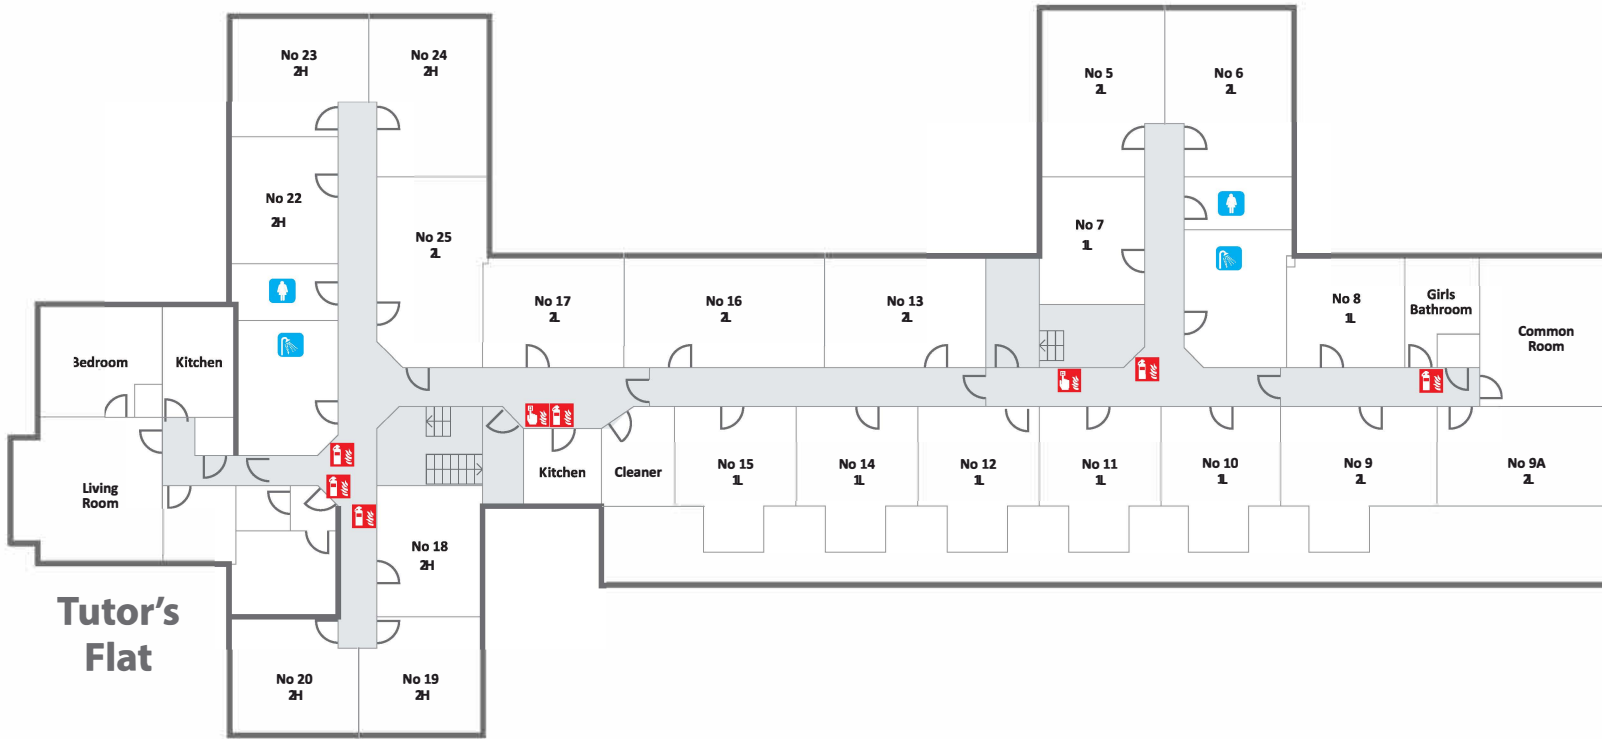 No 23
2H
No 24
2H
No 5
2L
No 6
2L
No 22
2H
No 25
2L
No 7
1L
No 17
2L
No 16
2L
No 13
2L
No 8
1L
Girls
Bathroom
Common
Room
Bedroom
Kitchen
Living
Room
Kitchen
Cleaner
No 15
1L
No 14
1L
No 12
1L
No 11
1L
No 10
1L
No 9
2L
No 9A
2L
No 18
2H
Tutor's
Flat
No 20
2H
No 19
2H